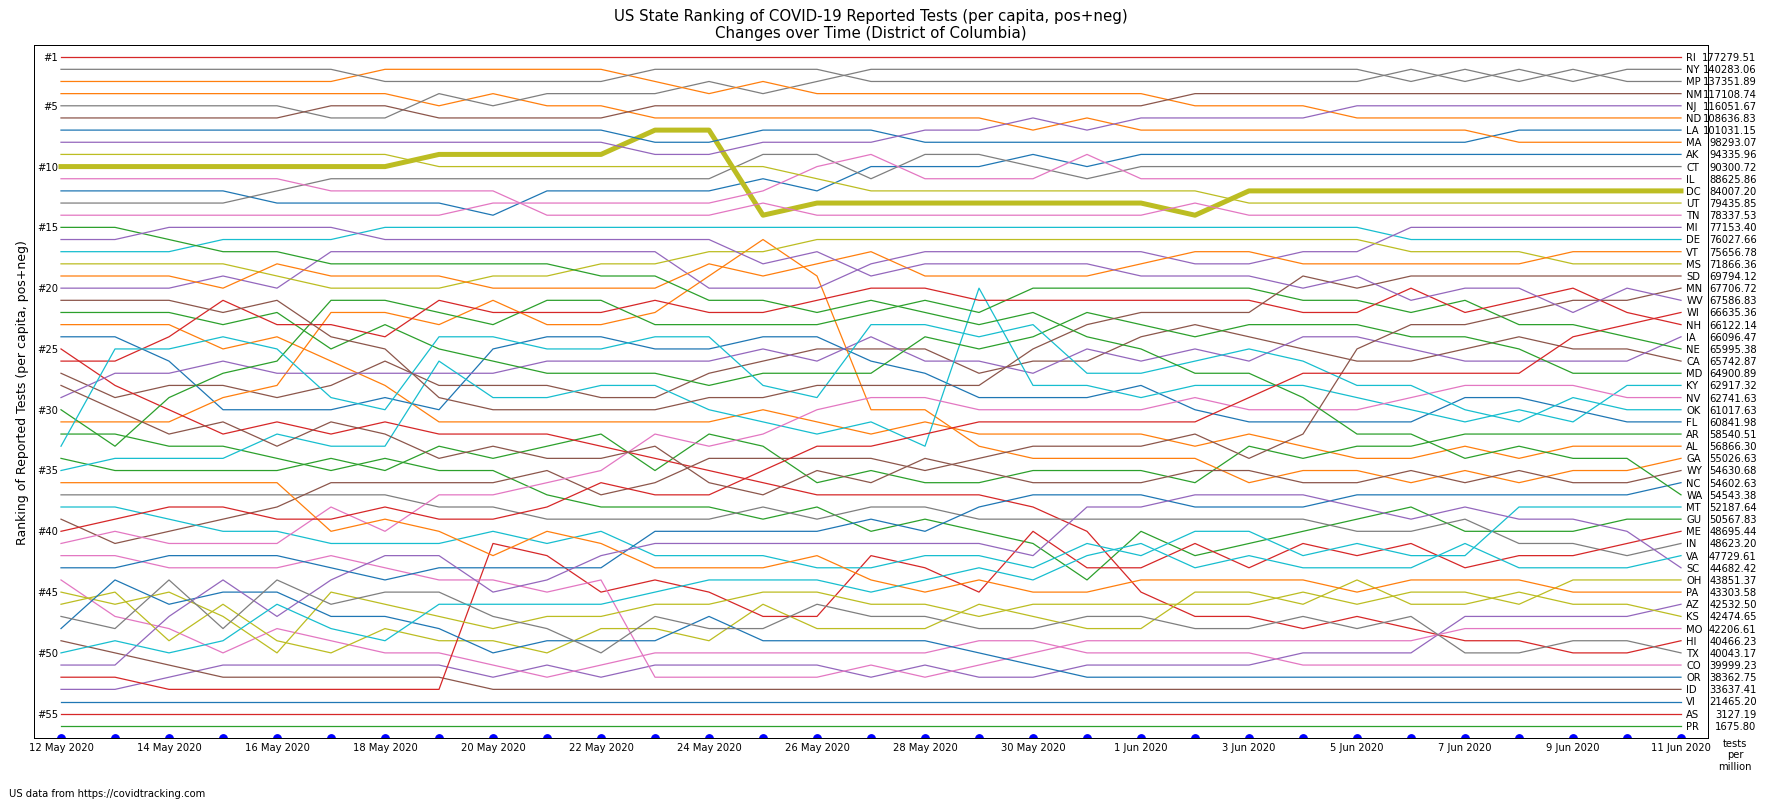 US State Ranking of COVID-19 Reported Tests (per capita, pos+neg)
Changes over Time (District of Columbia)
Ranking of Reported Tests (per capita, pos+neg)
#1
#5
#10
#15
#20
#25
#30
#35
#40
#45
#50
#55
RI 177279.51
NY 140283.06
MP 137351.89
NM 117108.74
NJ 116051.67
ND 108636.83
LA 101031.15
MA 98293.07
AK 94335.96
CT 90300.72
IL 88625.86
DC 84007.20
UT 79435.85
TN 78337.53
MI 77153.40
DE 76027.66
VT 75656.78
MS 71866.36
SD 69794.12
MN 67706.72
WV 67586.83
WI 66635.36
NH 66122.14
IA 66096.47
NE 65995.38
CA 65742.87
MD 64900.89
KY 62917.32
NV 62741.63
OK 61017.63
FL 60841.98
AR 58540.51
AL 56866.30
GA 55026.63
WY 54630.68
NC 54602.63
WA 54543.38
MT 52187.64
GU 50567.83
ME 48695.44
IN 48623.20
VA 47729.61
SC 44682.42
OH 43851.37
PA 43303.58
AZ 42532.50
KS 42474.65
MO 42206.61
HI 40466.23
TX 40043.17
CO 39999.23
OR 38362.75
ID 33637.41
VI 21465.20
AS 3127.19
PR 1675.80
12 May 2020 14 May 2020 16 May 2020 18 May 2020 20 May 2020 22 May 2020 24 May 2020 26 May 2020 28 May 2020 30 May 2020 1 Jun 2020 3 Jun 2020 5 Jun 2020 7 Jun 2020 9 Jun 2020 11 Jun 2020
tests
per
million
US data from https://covidtracking.com